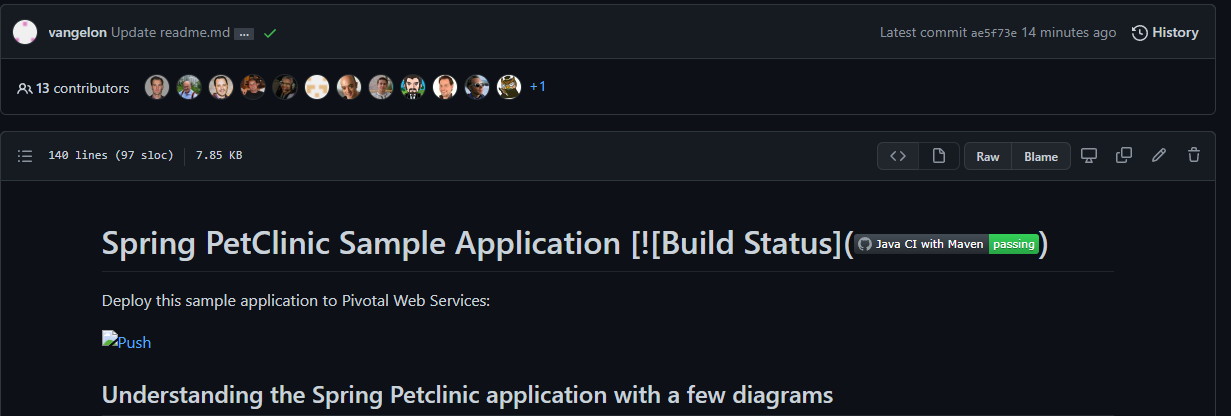 vangelon Update readme.md ... Latest commit ae5f73e 14 minutes ago History
13 contributors +1
140 lines (97 sloc) 7.85 KB Raw Blame
Spring PetClinic Sample Application [![Build Status](Java CI with Maven passing)
Deploy this sample application to Pivotal Web Services:
Push
Understanding the Spring Petclinic application with a few diagrams